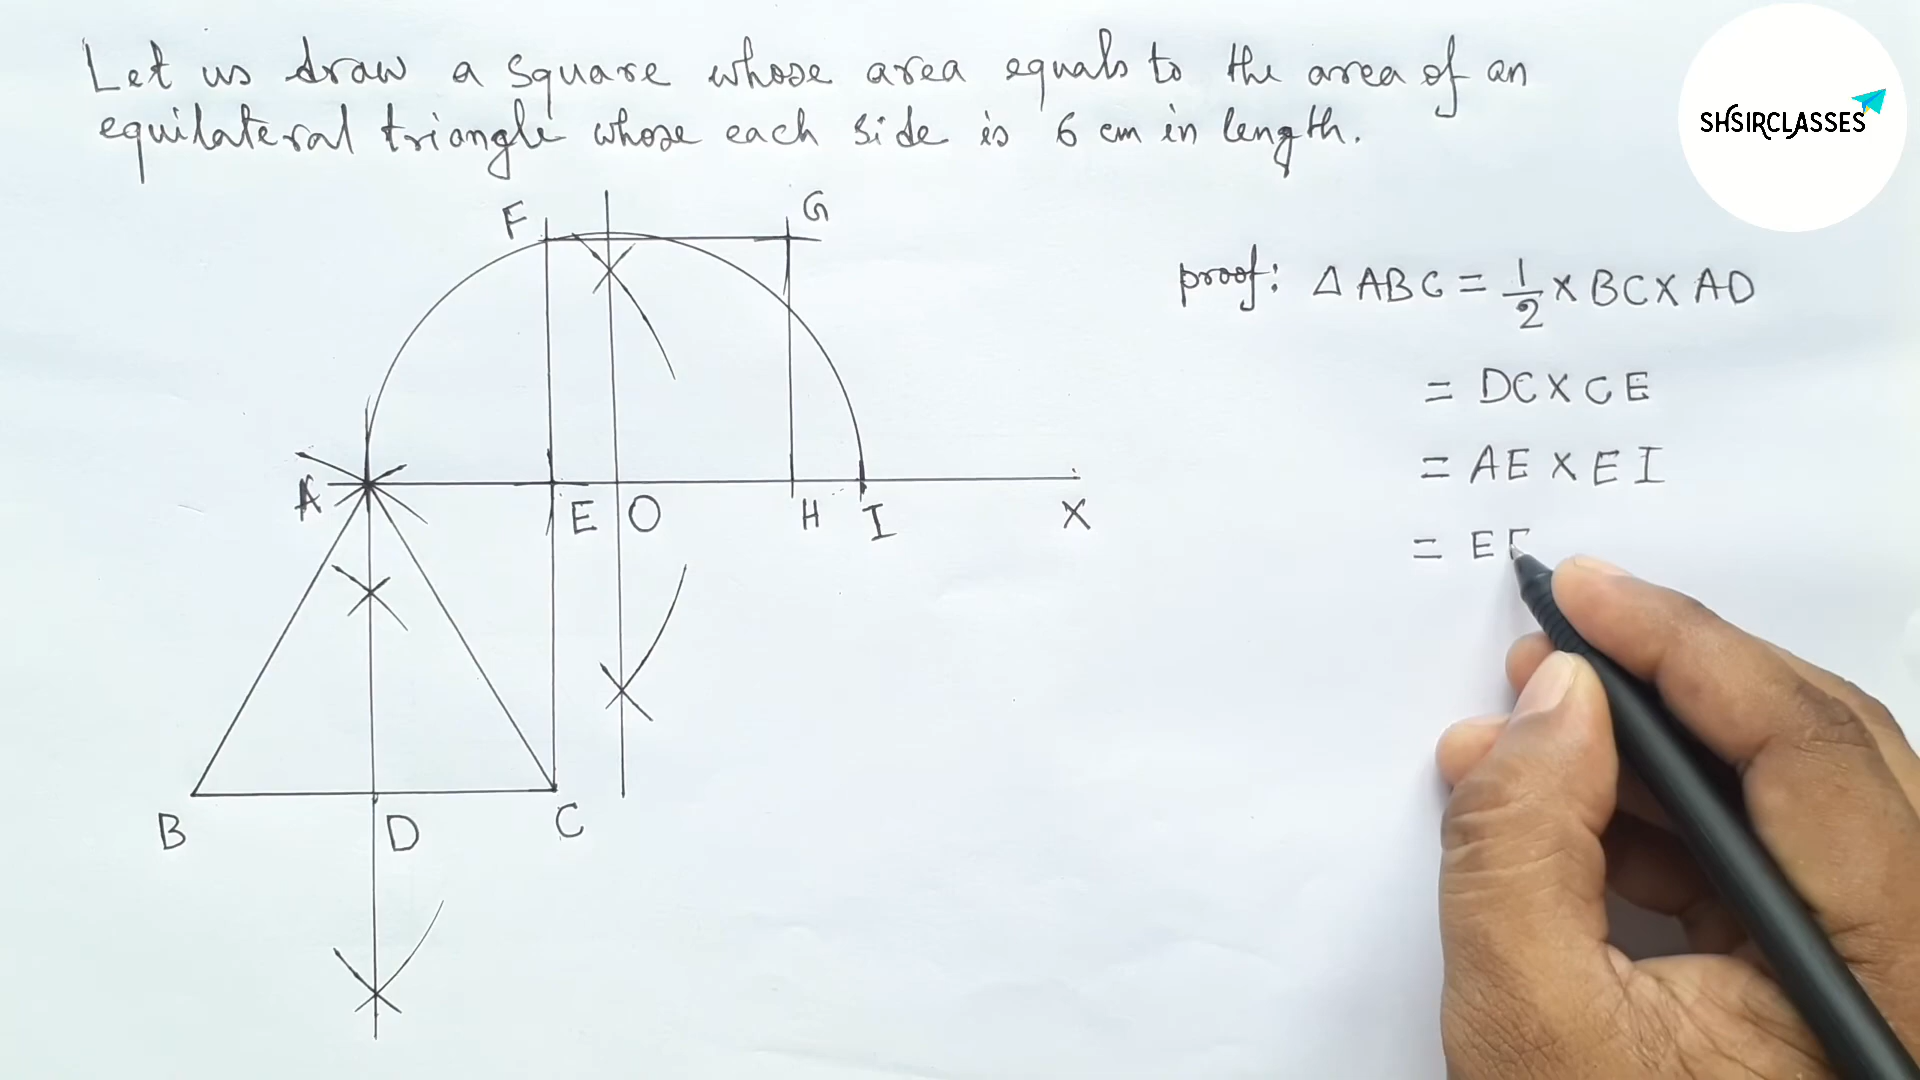 Let us draw a square whose area equals to the area of an
equilateral triangle whose each side is 6 cm in length.
SHSIRCLASSES
F
G
proof: Δ ABC = 1/2 × BC × AD
= DC × CE
= AE × EI
= EF
A
E
O
H
I
X
B
D
C